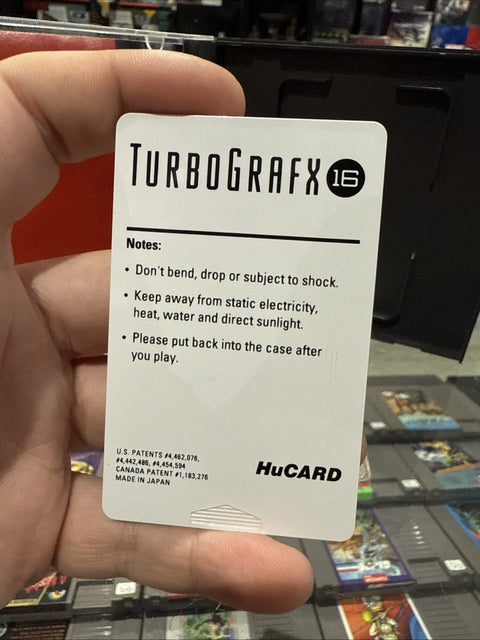 TURBOGRAFX 16
Notes:
• Don't bend, drop or subject to shock.
• Keep away from static electricity,
heat, water and direct sunlight.
• Please put back into the case after
you play.
U.S. PATENTS #4,462,076,
#4,442,486, #4,454,594
CANADA PATENT #1,183,276
MADE IN JAPAN
HuCARD